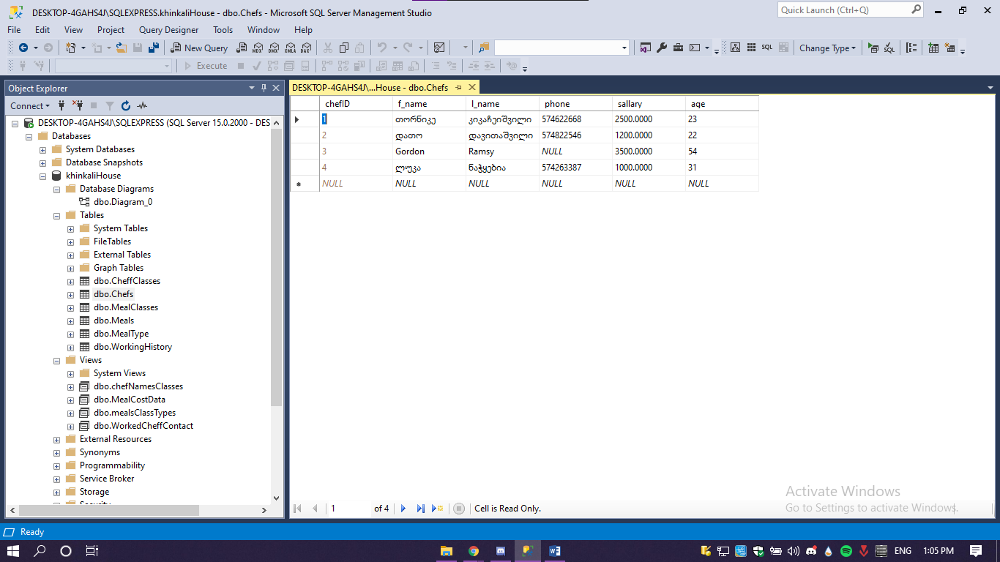 DESKTOP-4GAHS4J\SQLEXPRESS.khinkaliHouse - dbo.Chefs - Microsoft SQL Server Management Studio
Quick Launch (Ctrl+Q)
File Edit View Project Query Designer Tools Window Help
New Query MDX DMX XMLA DAX SQL Change Type SQL
Execute
Object Explorer
Connect
DESKTOP-4GAHS4J\SQLEXPRESS (SQL Server 15.0.2000 - DES
Databases
System Databases
Database Snapshots
khinkaliHouse
Database Diagrams
dbo.Diagram_0
Tables
System Tables
FileTables
External Tables
Graph Tables
dbo.CheffClasses
dbo.Chefs
dbo.MealClasses
dbo.Meals
dbo.MealType
dbo.WorkingHistory
Views
System Views
dbo.chefNamesClasses
dbo.MealCostData
dbo.mealsClassTypes
dbo.WorkedCheffContact
External Resources
Synonyms
Programmability
Service Broker
Storage
Security
DESKTOP-4GAHS4J\...House - dbo.Chefs
chefID f_name l_name phone sallary age
1 თორნიკე კიკაჩეიშვილი 574622668 2500.0000 23
2 დათო დავითაშვილი 574822546 1200.0000 22
3 Gordon Ramsy NULL 3500.0000 54
4 ლუკა ნაჭყებია 574263387 1000.0000 31
NULL NULL NULL NULL NULL NULL
1 of 4 Cell is Read Only.
Activate Windows
Go to Settings to activate Windows.
Ready
ENG 1:05 PM